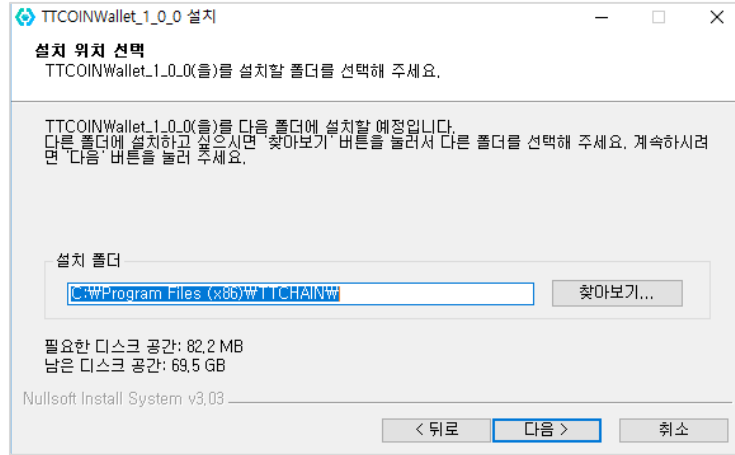 TTCOINWallet_1_0_0 설치
설치 위치 선택
TTCOINWallet_1_0_0(을)를 설치할 폴더를 선택해 주세요.
TTCOINWallet_1_0_0(을)를 다음 폴더에 설치할 예정입니다.
다른 폴더에 설치하고 싶으시면 '찾아보기' 버튼을 눌러서 다른 폴더를 선택해 주세요. 계속하시려
면 '다음' 버튼을 눌러 주세요.
설치 폴더
C:₩Program Files (x86)₩TTCHAIN₩
찾아보기...
필요한 디스크 공간: 82.2 MB
남은 디스크 공간: 69.5 GB
Nullsoft Install System v3.03
< 뒤로
다음 >
취소